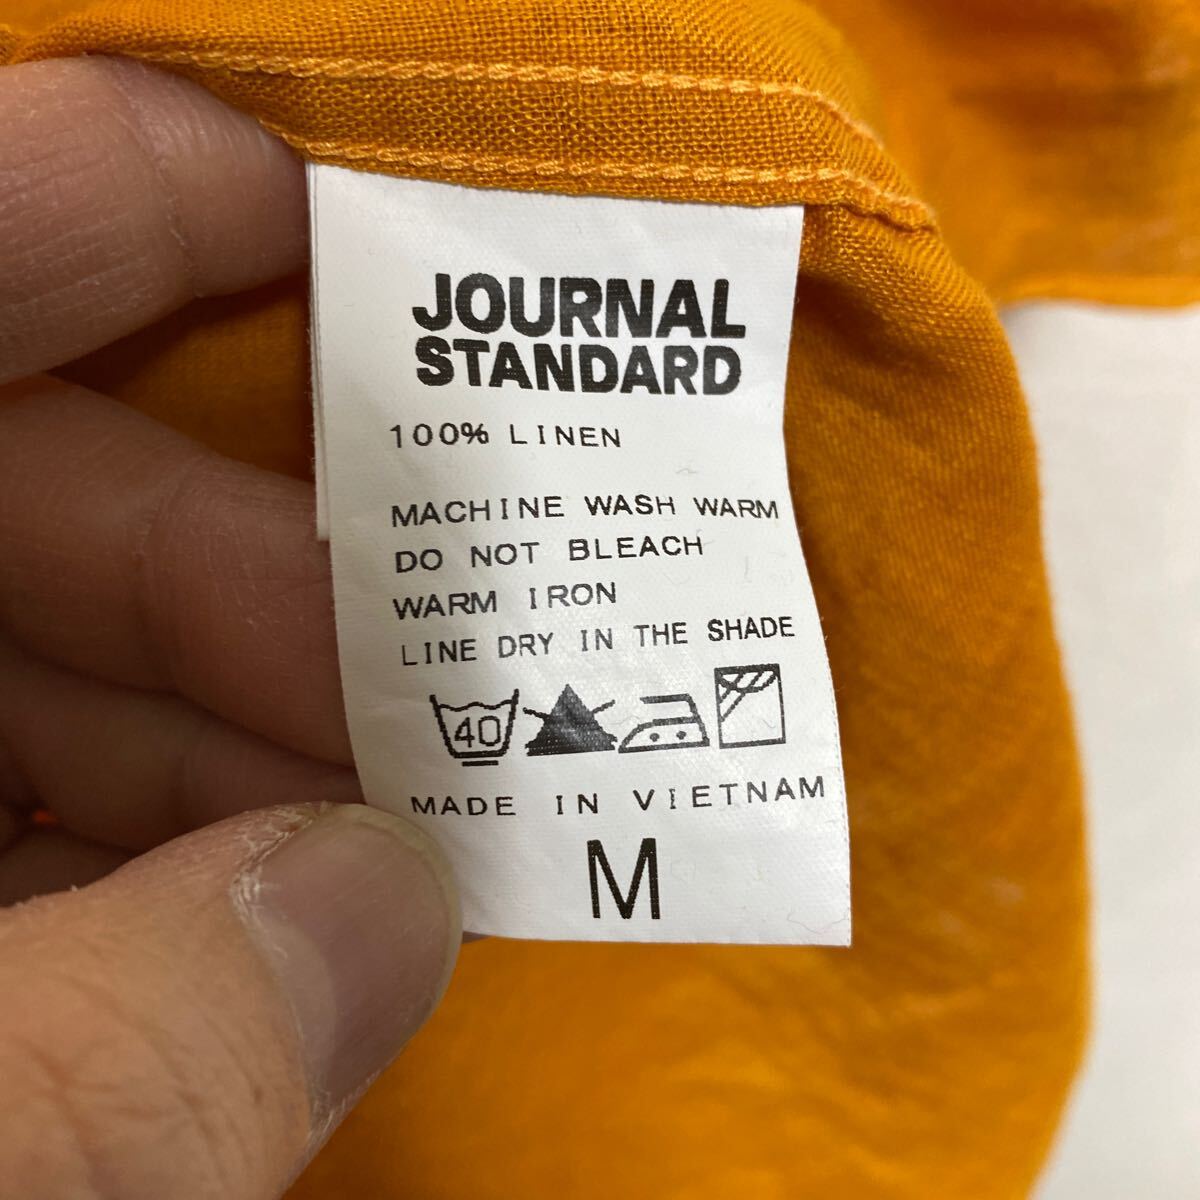 JOURNAL
STANDARD
100% LINEN
MACHINE WASH WARM
DO NOT BLEACH
WARM IRON
LINE DRY IN THE SHADE
40
MADE IN VIETNAM
M